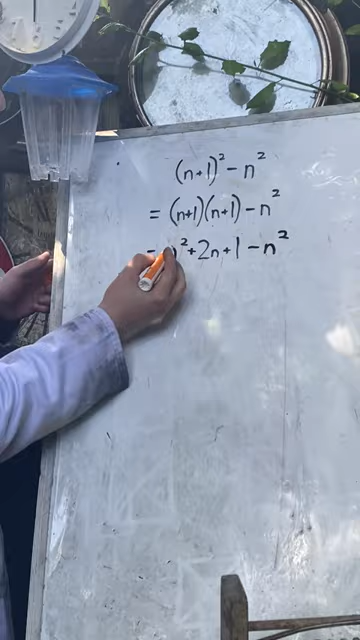 (n+1)² - n²
= (n+1)(n+1) - n²
= ² + 2n + 1 - n²